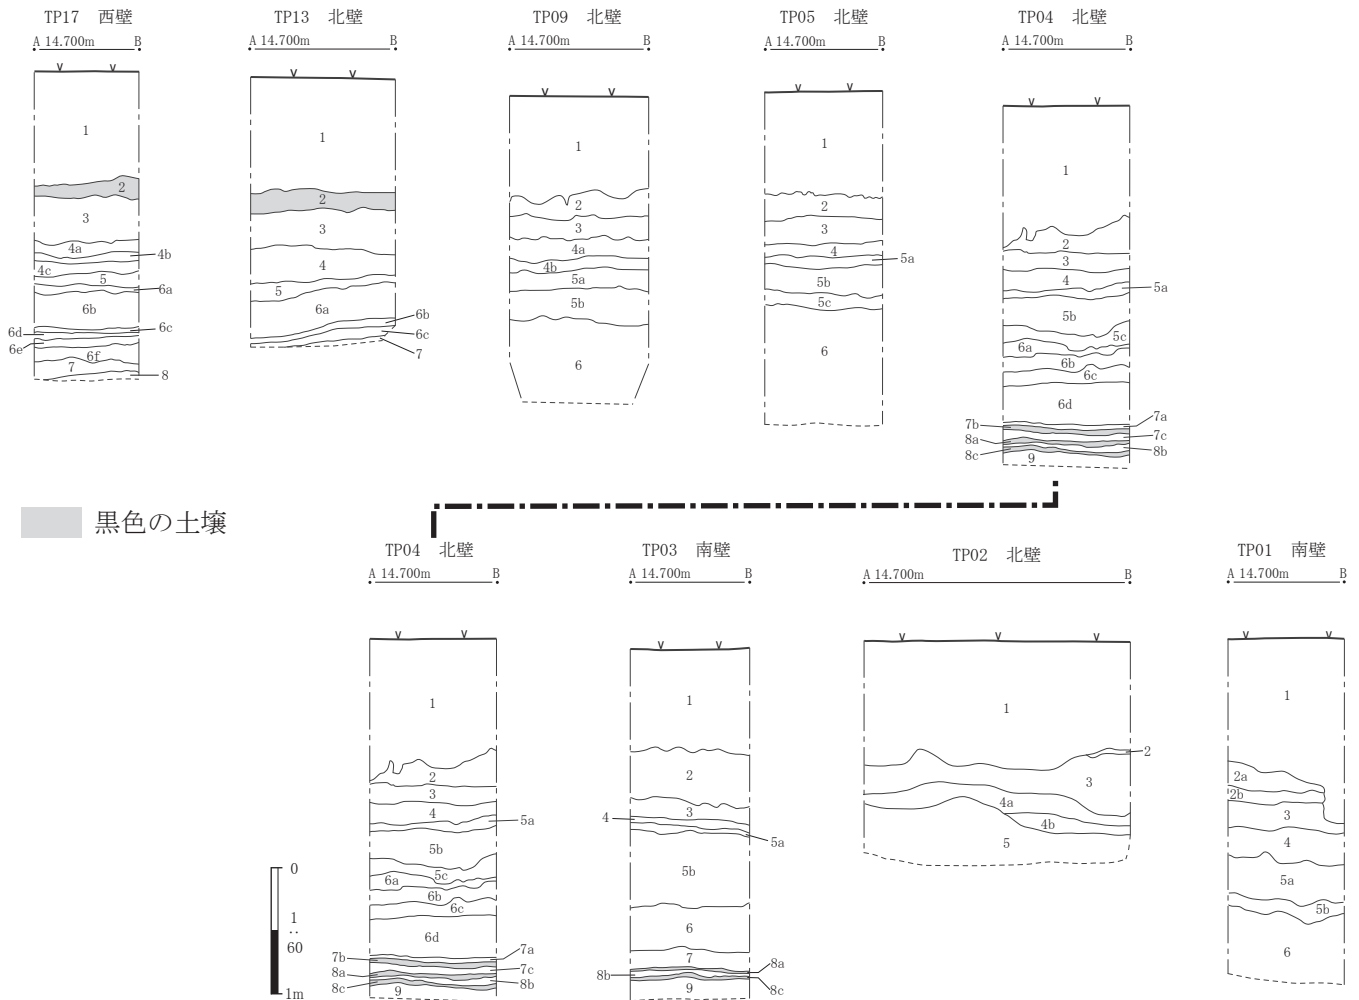 TP17 西壁
A 14.700m B
1
2
3
4a
4b
4c
5
6a
6b
6c
6d
6e
6f
7
8
TP13 北壁
A 14.700m B
1
2
3
4
5
6a
6b
6c
7
TP09 北壁
A 14.700m B
1
2
3
4a
4b
5a
5b
6
TP05 北壁
A 14.700m B
1
2
3
4
5a
5b
5c
6
TP04 北壁
A 14.700m B
1
2
3
4
5a
5b
5c
6a
6b
6c
6d
7a
7b
7c
8a
8b
8c
9
黒色の土壌
TP04 北壁
A 14.700m B
1
2
3
4
5a
5b
5c
6a
6b
6c
6d
7a
7b
7c
8a
8b
8c
9
TP03 南壁
A 14.700m B
1
2
3
4
5a
5b
6
7
8a
8b
8c
9
TP02 北壁
A 14.700m B
1
2
3
4a
4b
5
TP01 南壁
A 14.700m B
1
2a
2b
3
4
5a
5b
6
0
1
:
60
1m